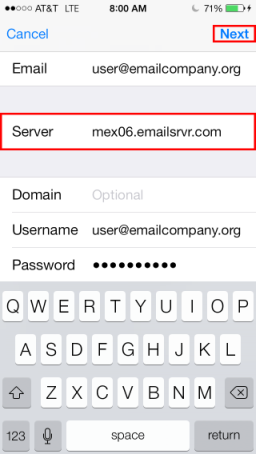 AT&T LTE 8:00 AM 71%
Cancel Next
Email user@emailcompany.org
Server mex06.emailsrvr.com
Domain Optional
Username user@emailcompany.org
Password ••••••••••
Q W E R T Y U I O P
A S D F G H J K L
Z X C V B N M
123 space return